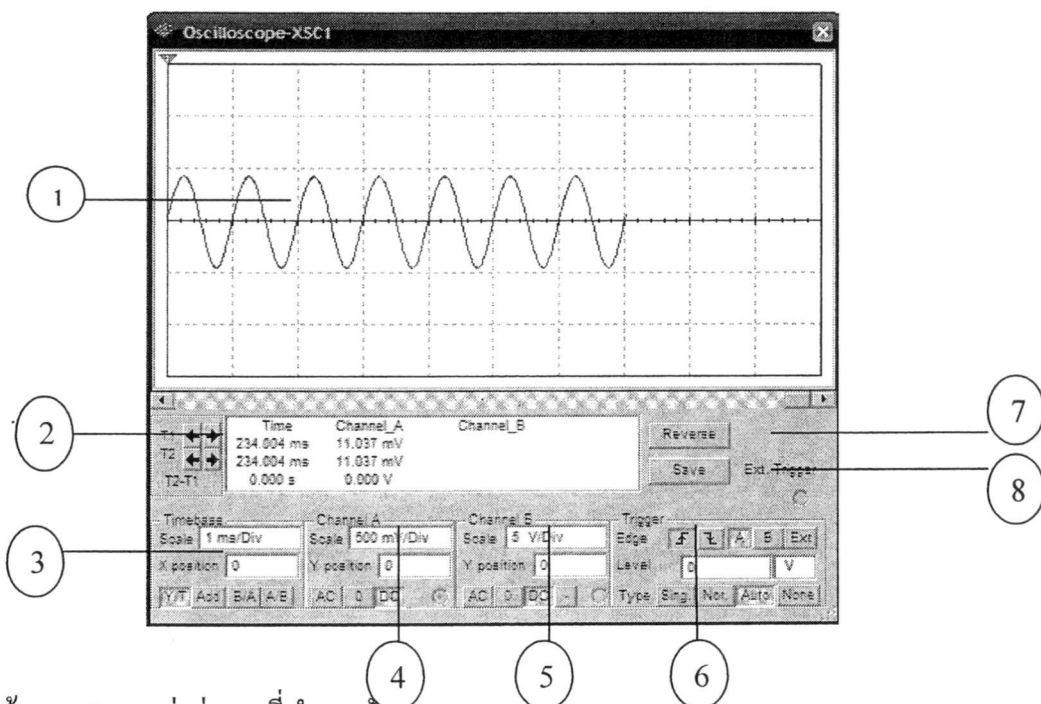 Oscilloscope-XSC1
1
2
T1
T2
T2-T1
Time Channel_A Channel_B
234.004 ms 11.037 mV
234.004 ms 11.037 mV
0.000 s 0.000 V
Reverse
Save
Ext. Trigger
7
8
3
Timebase
Scale 1 ms/Div
X position 0
Y/T Add B/A A/B
Channel A
Scale 500 mV/Div
Y position 0
AC 0 DC
Channel B
Scale 5 V/Div
Y position 0
AC 0 DC -
Trigger
Edge A B Ext
Level 0 V
Type Sing. Nor. Auto None
4
5
6